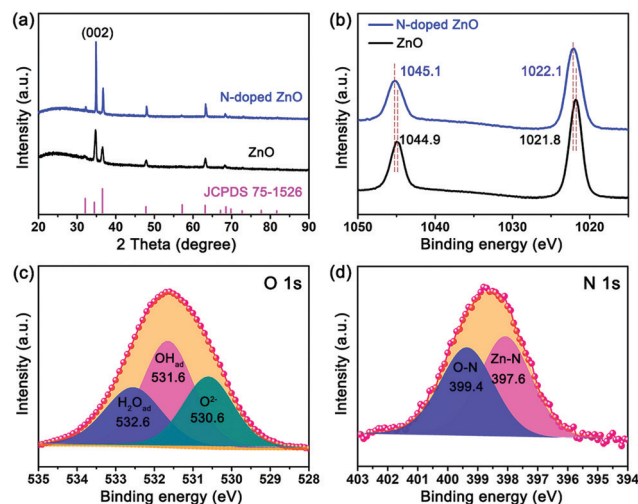 (a)
(002)
N-doped ZnO
ZnO
JCPDS 75-1526
Intensity (a.u.)
20 30 40 50 60 70 80 90
2 Theta (degree)
(b)
N-doped ZnO
ZnO
1045.1
1022.1
1044.9
1021.8
Intensity (a.u.)
1050 1040 1030 1020
Binding energy (eV)
(c)
O 1s
OHad
531.6
H2Oad
532.6
O2-
530.6
Intensity (a.u.)
535 534 533 532 531 530 529 528
Binding energy (eV)
(d)
N 1s
O-N
399.4
Zn-N
397.6
Intensity (a.u.)
403 402 401 400 399 398 397 396 395 394
Binding energy (eV)